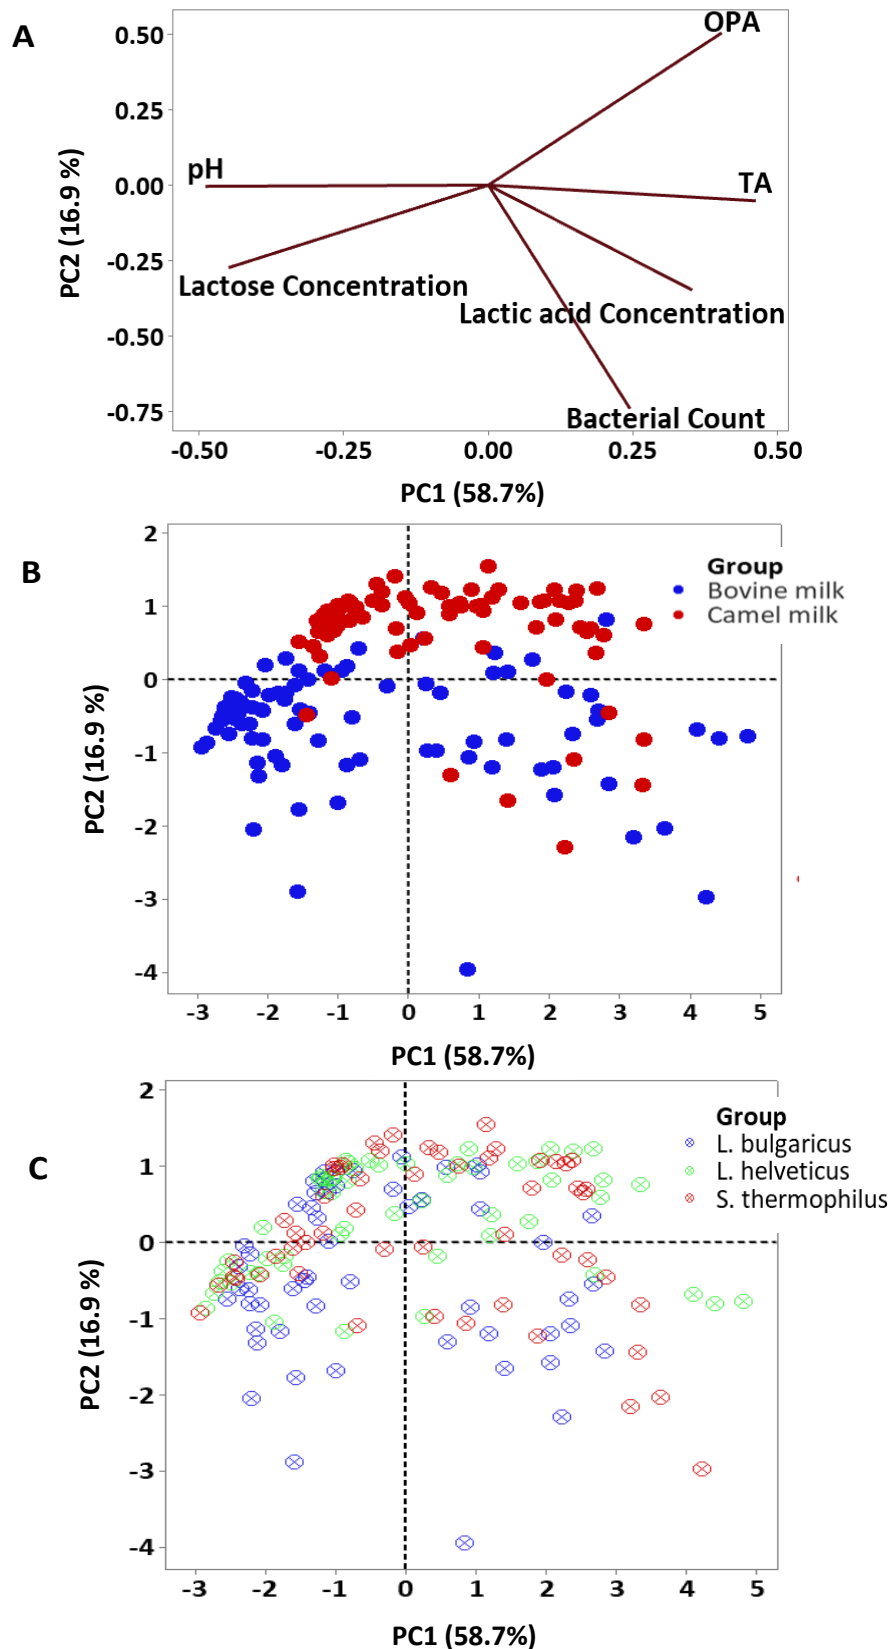 A
0.50
0.25
0.00
-0.25
-0.50
-0.75
PC2 (16.9 %)
OPA
pH
TA
Lactose Concentration
Lactic acid Concentration
Bacterial Count
-0.50 -0.25 0.00 0.25 0.50
PC1 (58.7%)
B
2
1
0
-1
-2
-3
-4
PC2 (16.9 %)
Group
Bovine milk
Camel milk
-3 -2 -1 0 1 2 3 4 5
PC1 (58.7%)
C
2
1
0
-1
-2
-3
-4
PC2 (16.9 %)
Group
L. bulgaricus
L. helveticus
S. thermophilus
-3 -2 -1 0 1 2 3 4 5
PC1 (58.7%)